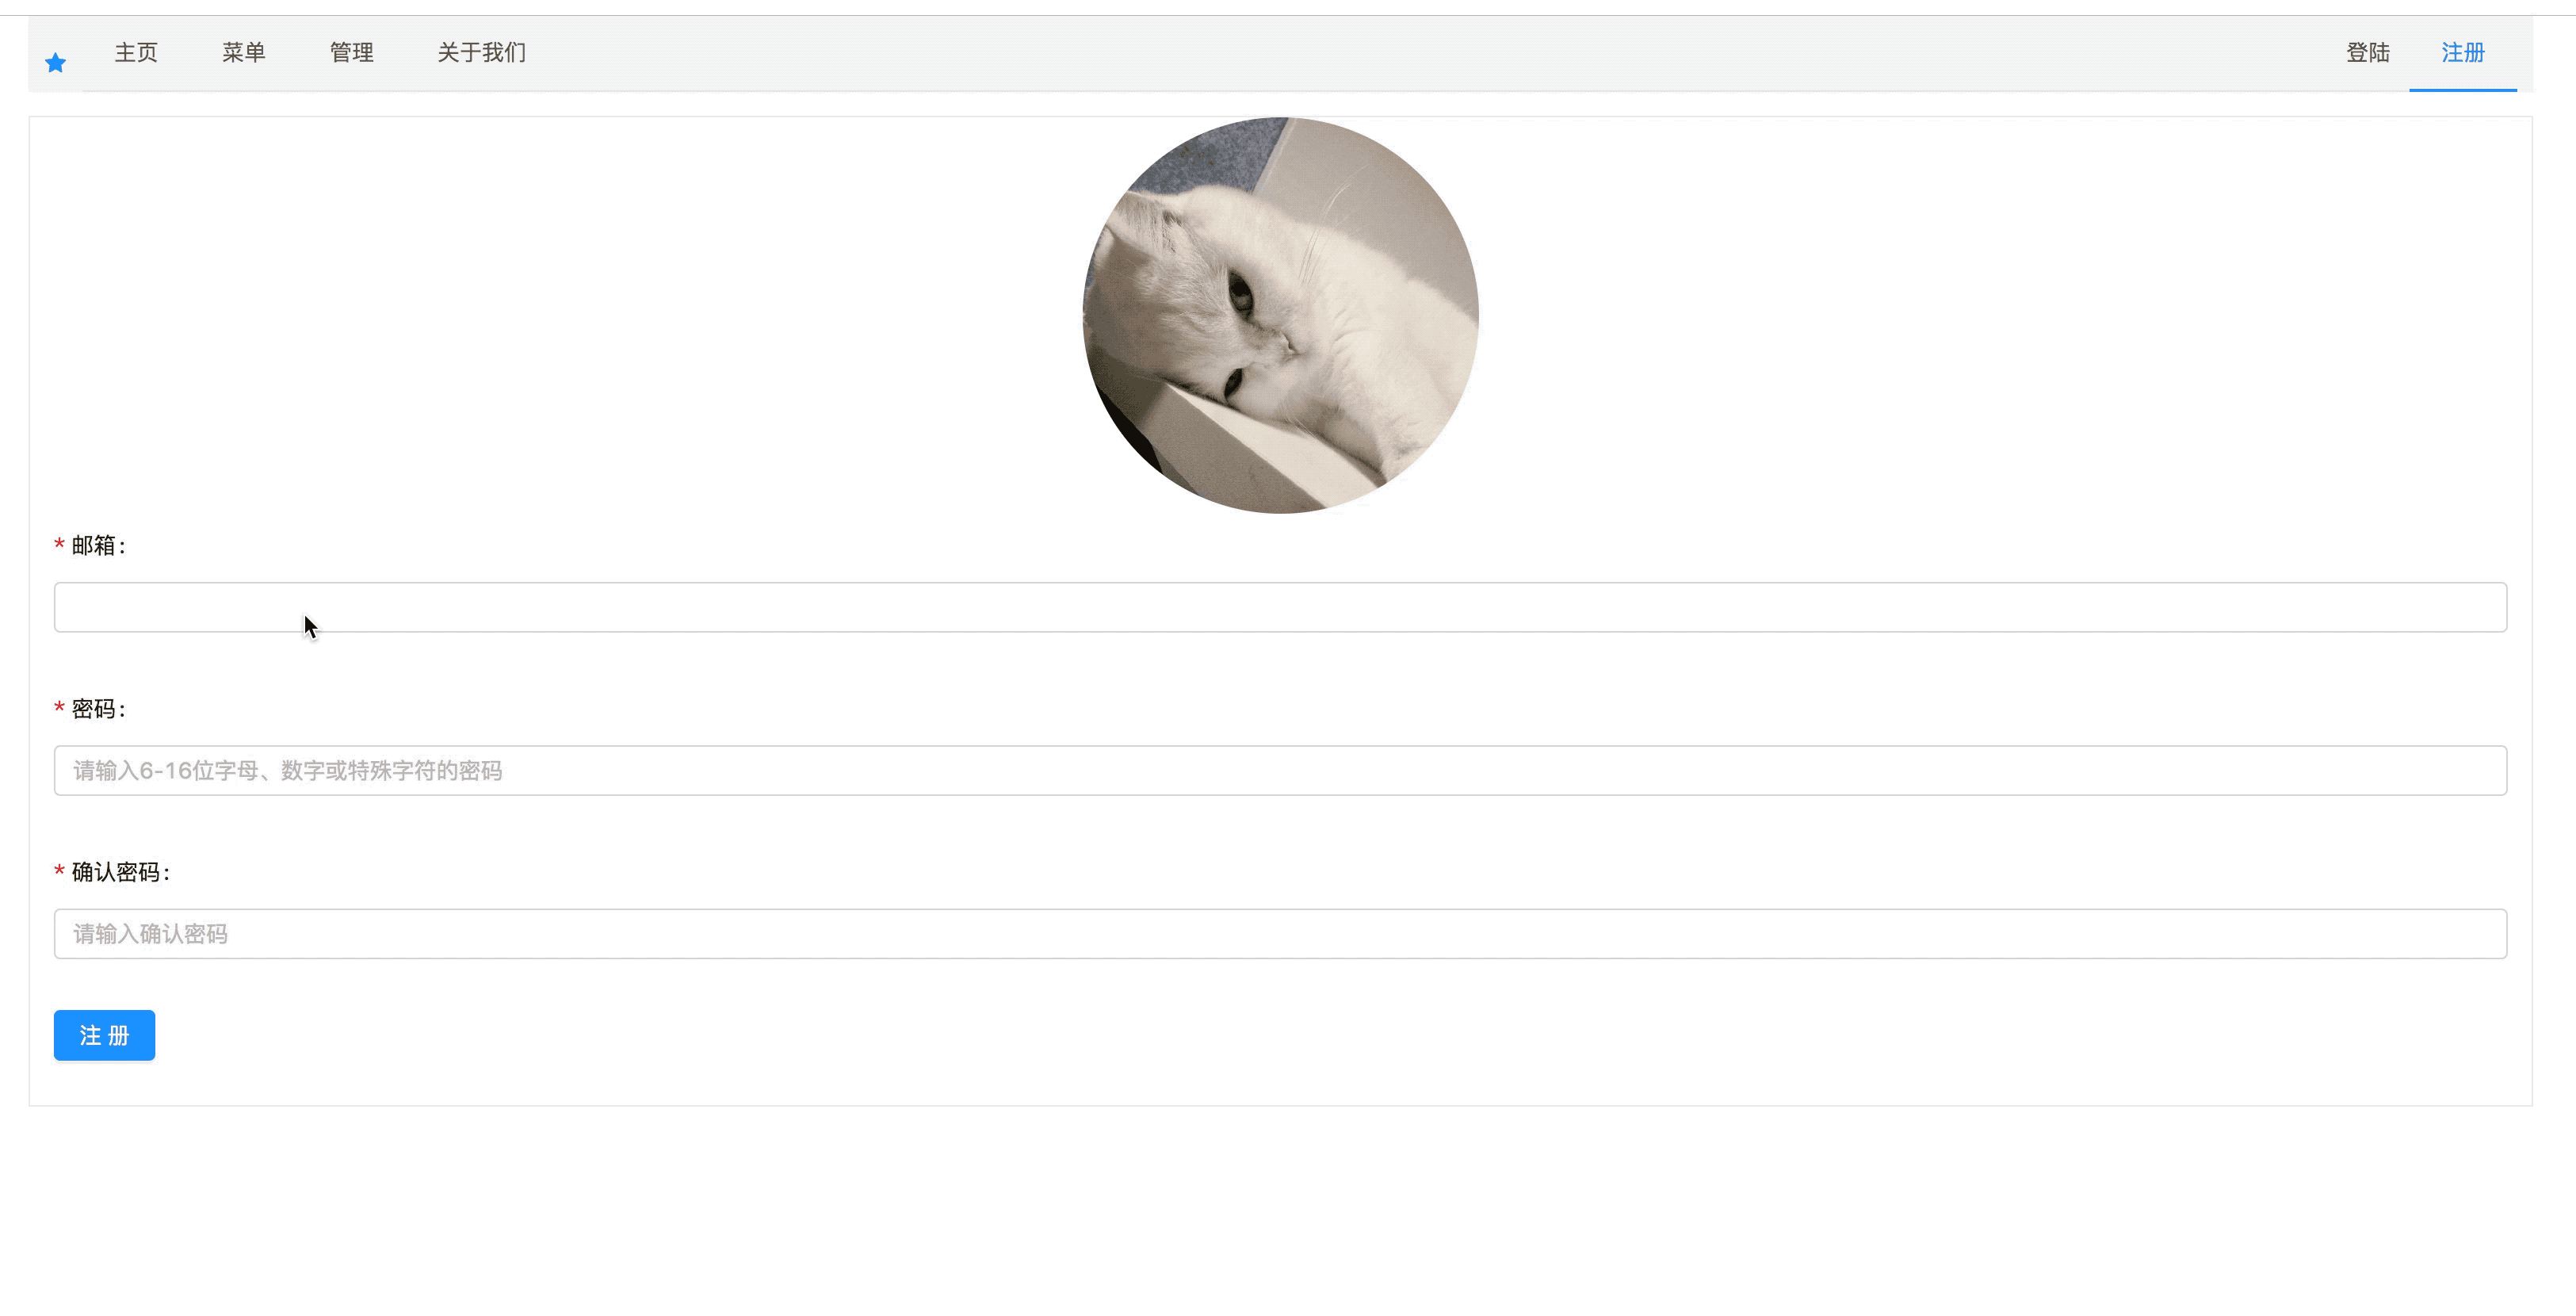 主页 菜单 管理 关于我们 登陆 注册
* 邮箱:
* 密码:
请输入6-16位字母、数字或特殊字符的密码
* 确认密码:
请输入确认密码
注 册